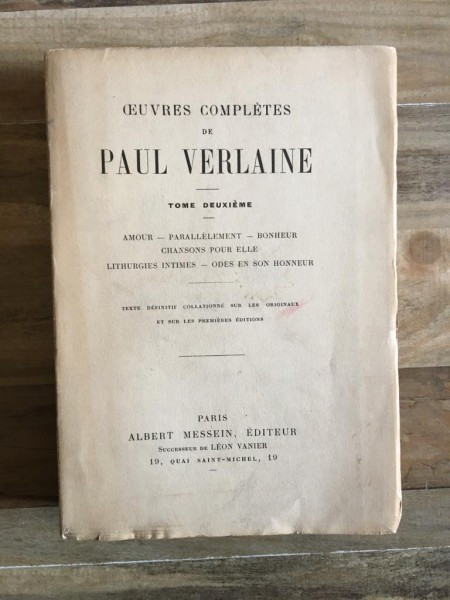 ŒUVRES COMPLÈTES
DE
PAUL VERLAINE
TOME DEUXIÈME
AMOUR — PARALLÈLEMENT — BONHEUR
CHANSONS POUR ELLE
LITHURGIES INTIMES — ODES EN SON HONNEUR
TEXTE DÉFINITIF COLLATIONNÉ SUR LES ORIGINAUX
ET SUR LES PREMIÈRES ÉDITIONS
PARIS
ALBERT MESSEIN, ÉDITEUR
SUCCESSEUR DE LÉON VANIER
19, QUAI SAINT-MICHEL, 19